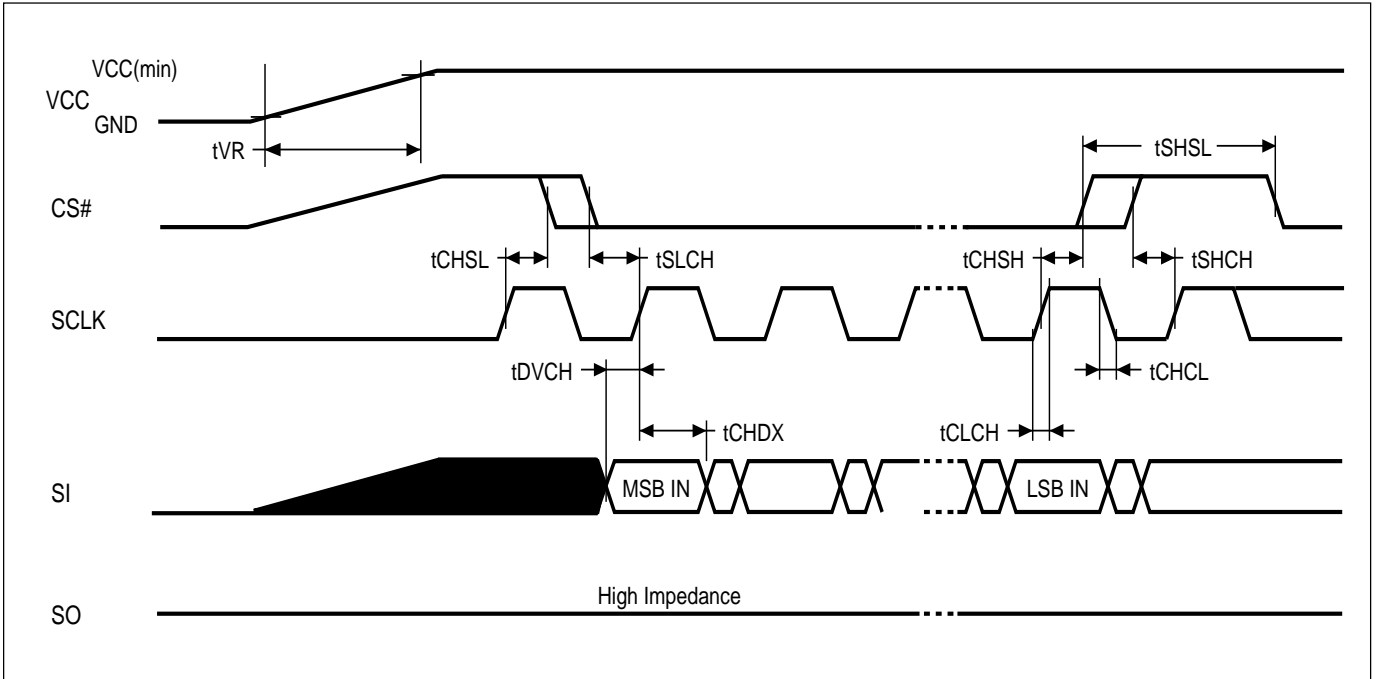 VCC(min)
VCC
GND
tVR
tSHSL
CS#
tCHSL
tSLCH
tCHSH
tSHCH
SCLK
tDVCH
tCHCL
tCHDX
tCLCH
SI
MSB IN
LSB IN
High Impedance
SO